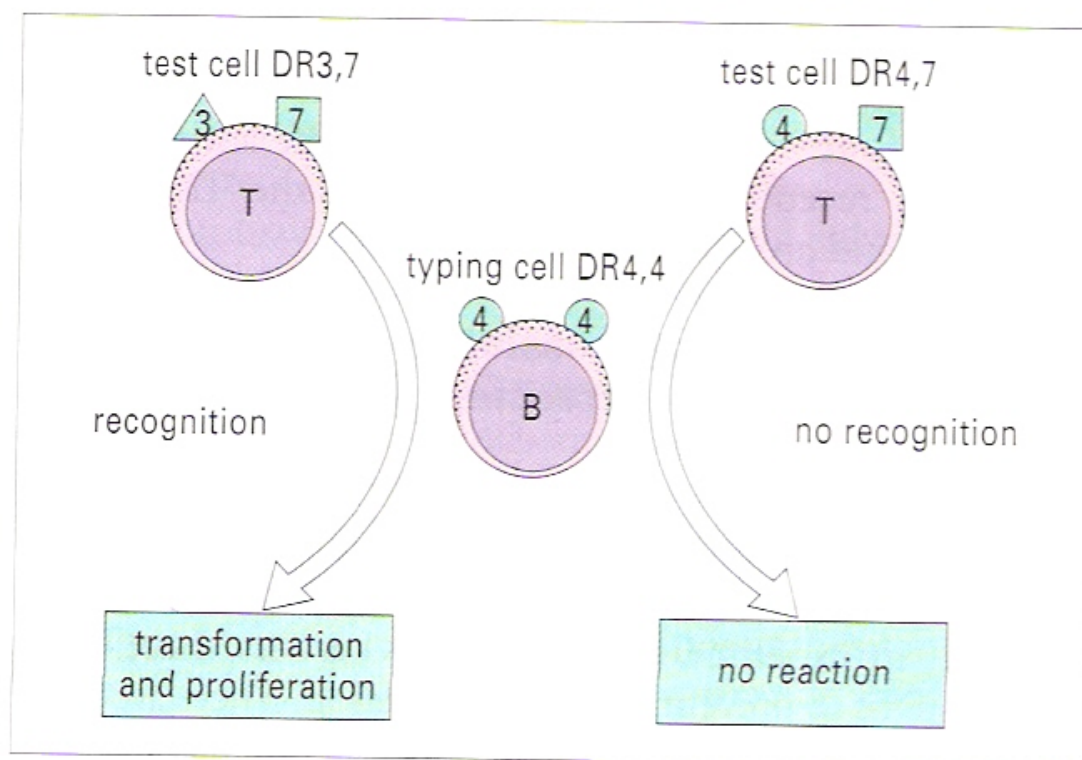 test cell DR3,7
3 7
T
test cell DR4,7
4 7
T
typing cell DR4,4
4 4
B
recognition
no recognition
transformation
and proliferation
no reaction